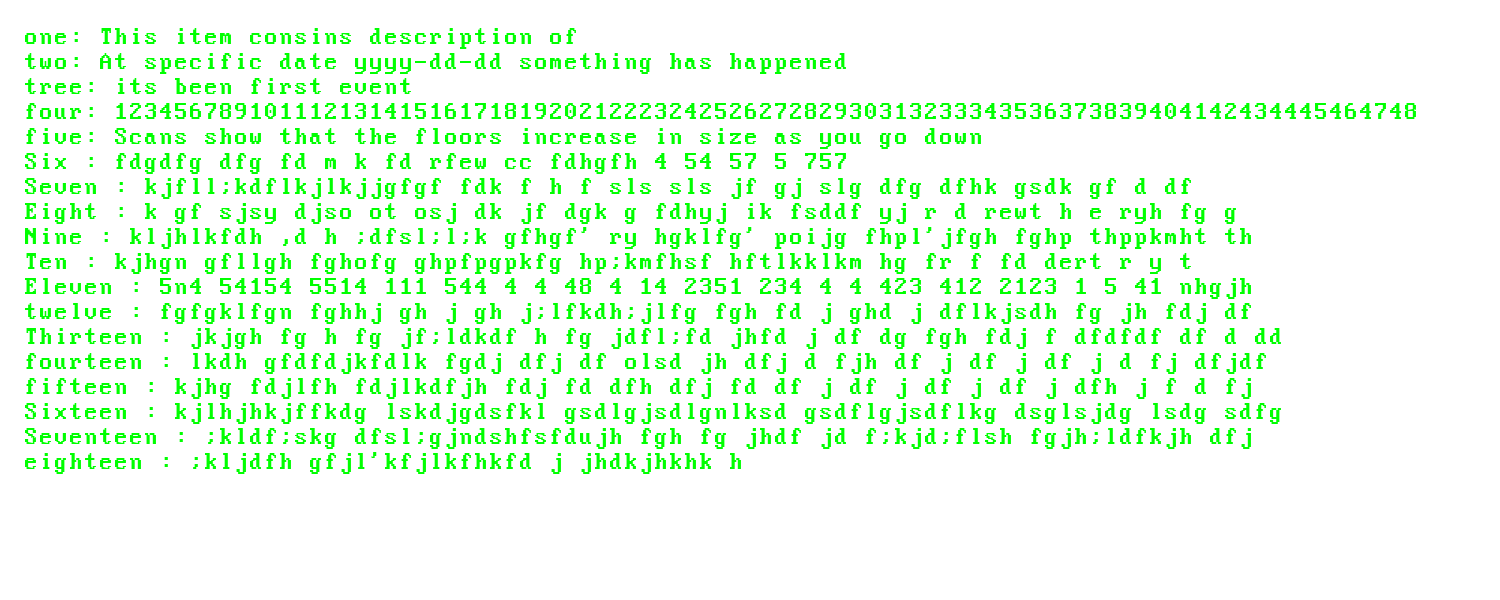 one: This item consins description of
two: At specific date yyyy-dd-dd something has happened
tree: its been first event
four: 123456789101112131415161718192021222324252627282930313233343536373839404142434445464748
five: Scans show that the floors increase in size as you go down
Six : fdgdfg dfg fd m k fd rfew cc fdhgfh 4 54 57 5 757
Seven : kjfll;kdflkjlkjjgfgf fdk f h f sls sls jf gj slg dfg dfhk gsdk gf d df
Eight : k gf sjsy djso ot osj dk jf dgk g fdhyj ik fsddf yj r d rewt h e ryh fg g
Nine : kljhlkfdh ,d h ;dfsl;l;k gfhgf' ry hgklfg' poijg fhpl'jfgh fghp thppkmht th
Ten : kjhgn gfllgh fghofg ghpfpgpkfg hp;kmfhsf hftlkklkm hg fr f fd dert r y t
Eleven : 5n4 54154 5514 111 544 4 4 48 4 14 2351 234 4 4 423 412 2123 1 5 41 nhgjh
twelve : fgfgklfgn fghhj gh j gh j;lfkdh;jlfg fgh fd j ghd j dflkjsdh fg jh fdj df
Thirteen : jkjgh fg h fg jf;ldkdf h fg jdfl;fd jhfd j df dg fgh fdj f dfdfdf df d dd
fourteen : lkdh gfdfdjkfdlk fgdj dfj df olsd jh dfj d fjh df j df j df j d fj dfjdf
fifteen : kjhg fdjlfh fdjlkdfjh fdj fd dfh dfj fd df j df j df j df j dfh j f d fj
Sixteen : kjlhjhkjffkdg lskdjgdsfkl gsdlgjsdlgnlksd gsdflgjsdflkg dsglsjdg lsdg sdfg
Seventeen : ;kldf;skg dfsl;gjndshfsfdujh fgh fg jhdf jd f;kjd;flsh fgjh;ldfkjh dfj
eighteen : ;kljdfh gfjl'kfjlkfhkfd j jhdkjhkhk h